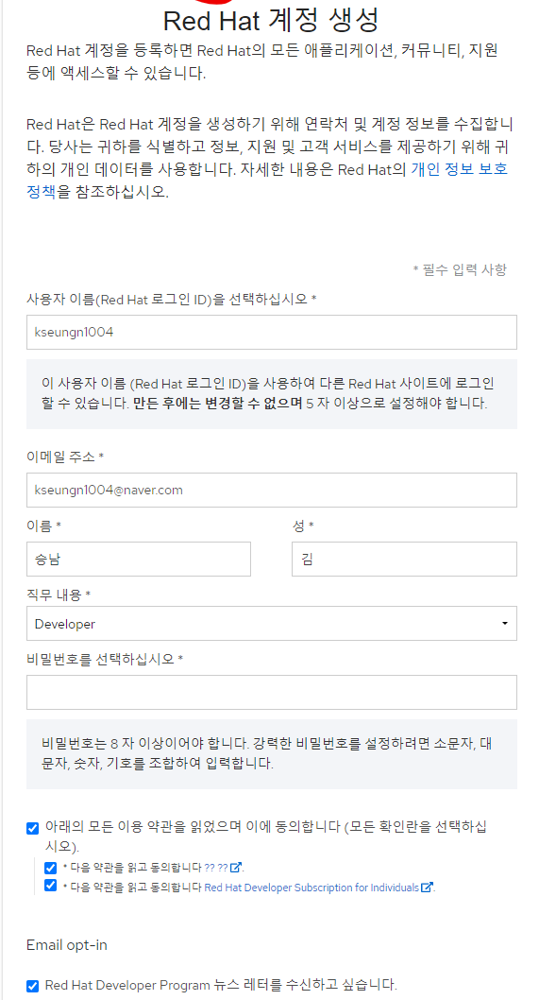 Red Hat 계정 생성
Red Hat 계정을 등록하면 Red Hat의 모든 애플리케이션, 커뮤니티, 지원
등에 액세스할 수 있습니다.
Red Hat은 Red Hat 계정을 생성하기 위해 연락처 및 계정 정보를 수집합니
다. 당사는 귀하를 식별하고 정보, 지원 및 고객 서비스를 제공하기 위해 귀
하의 개인 데이터를 사용합니다. 자세한 내용은 Red Hat의 개인 정보 보호
정책을 참조하십시오.
* 필수 입력 사항
사용자 이름(Red Hat 로그인 ID)을 선택하십시오 *
kseungn1004
이 사용자 이름 (Red Hat 로그인 ID)을 사용하여 다른 Red Hat 사이트에 로그인
할 수 있습니다. 만든 후에는 변경할 수 없으며 5 자 이상으로 설정해야 합니다.
이메일 주소 *
kseungn1004@naver.com
이름 * 성 *
승남 김
직무 내용 *
Developer
비밀번호를 선택하십시오 *
비밀번호는 8 자 이상이어야 합니다. 강력한 비밀번호를 설정하려면 소문자, 대
문자, 숫자, 기호를 조합하여 입력합니다.
아래의 모든 이용 약관을 읽었으며 이에 동의합니다 (모든 확인란을 선택하십
시오).
* 다음 약관을 읽고 동의합니다 ?? ??.
* 다음 약관을 읽고 동의합니다 Red Hat Developer Subscription for Individuals.
Email opt-in
Red Hat Developer Program 뉴스 레터를 수신하고 싶습니다.